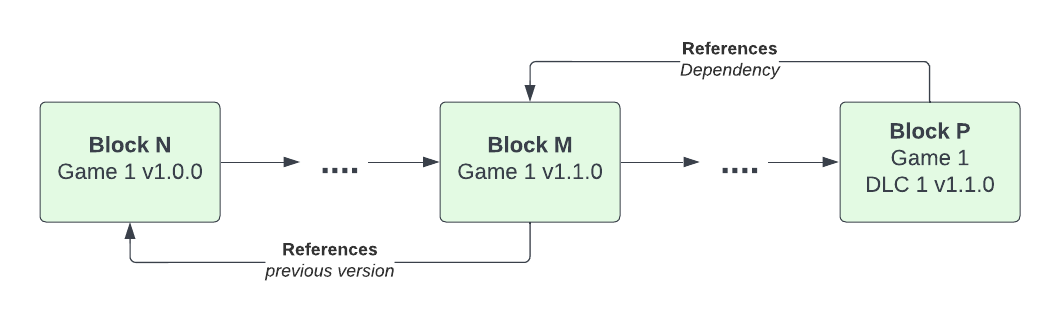 References
Dependency
Block N
Game 1 v1.0.0
....
Block M
Game 1 v1.1.0
....
Block P
Game 1
DLC 1 v1.1.0
References
previous version